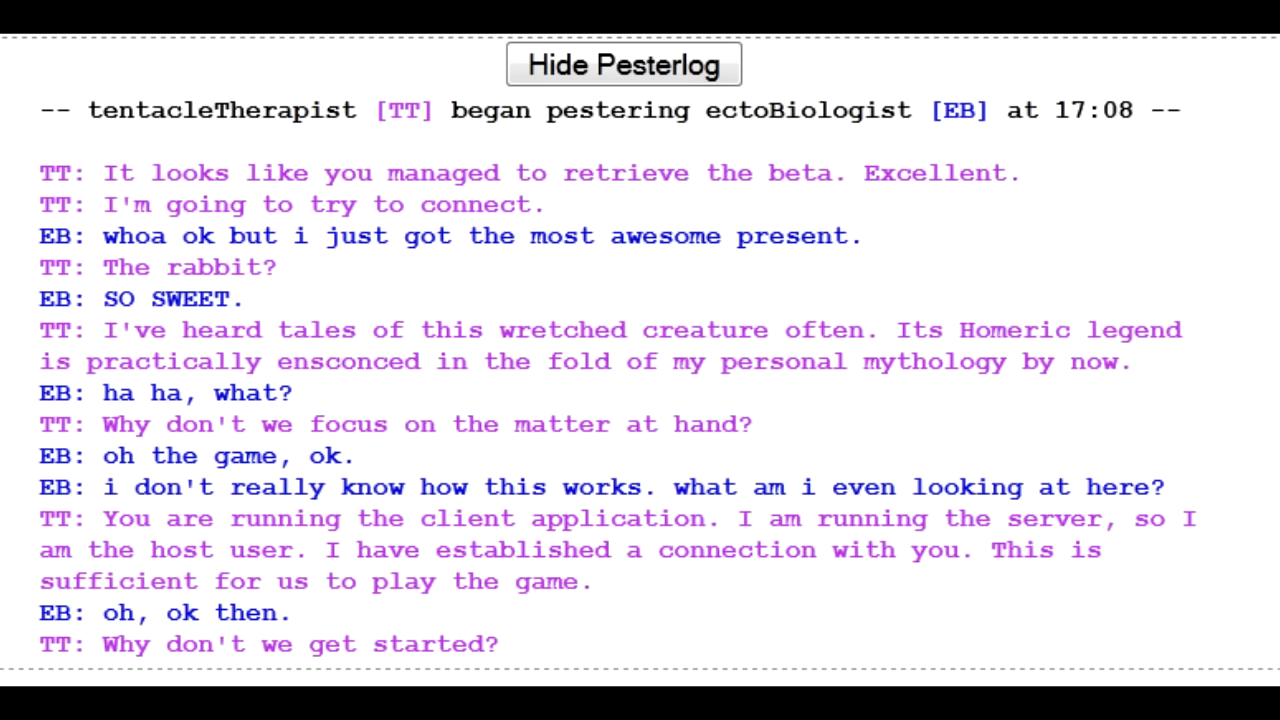 Hide Pesterlog
-- tentacleTherapist [TT] began pestering ectoBiologist [EB] at 17:08 --
TT: It looks like you managed to retrieve the beta. Excellent.
TT: I'm going to try to connect.
EB: whoa ok but i just got the most awesome present.
TT: The rabbit?
EB: SO SWEET.
TT: I've heard tales of this wretched creature often. Its Homeric legend
is practically ensconced in the fold of my personal mythology by now.
EB: ha ha, what?
TT: Why don't we focus on the matter at hand?
EB: oh the game, ok.
EB: i don't really know how this works. what am i even looking at here?
TT: You are running the client application. I am running the server, so I
am the host user. I have established a connection with you. This is
sufficient for us to play the game.
EB: oh, ok then.
TT: Why don't we get started?